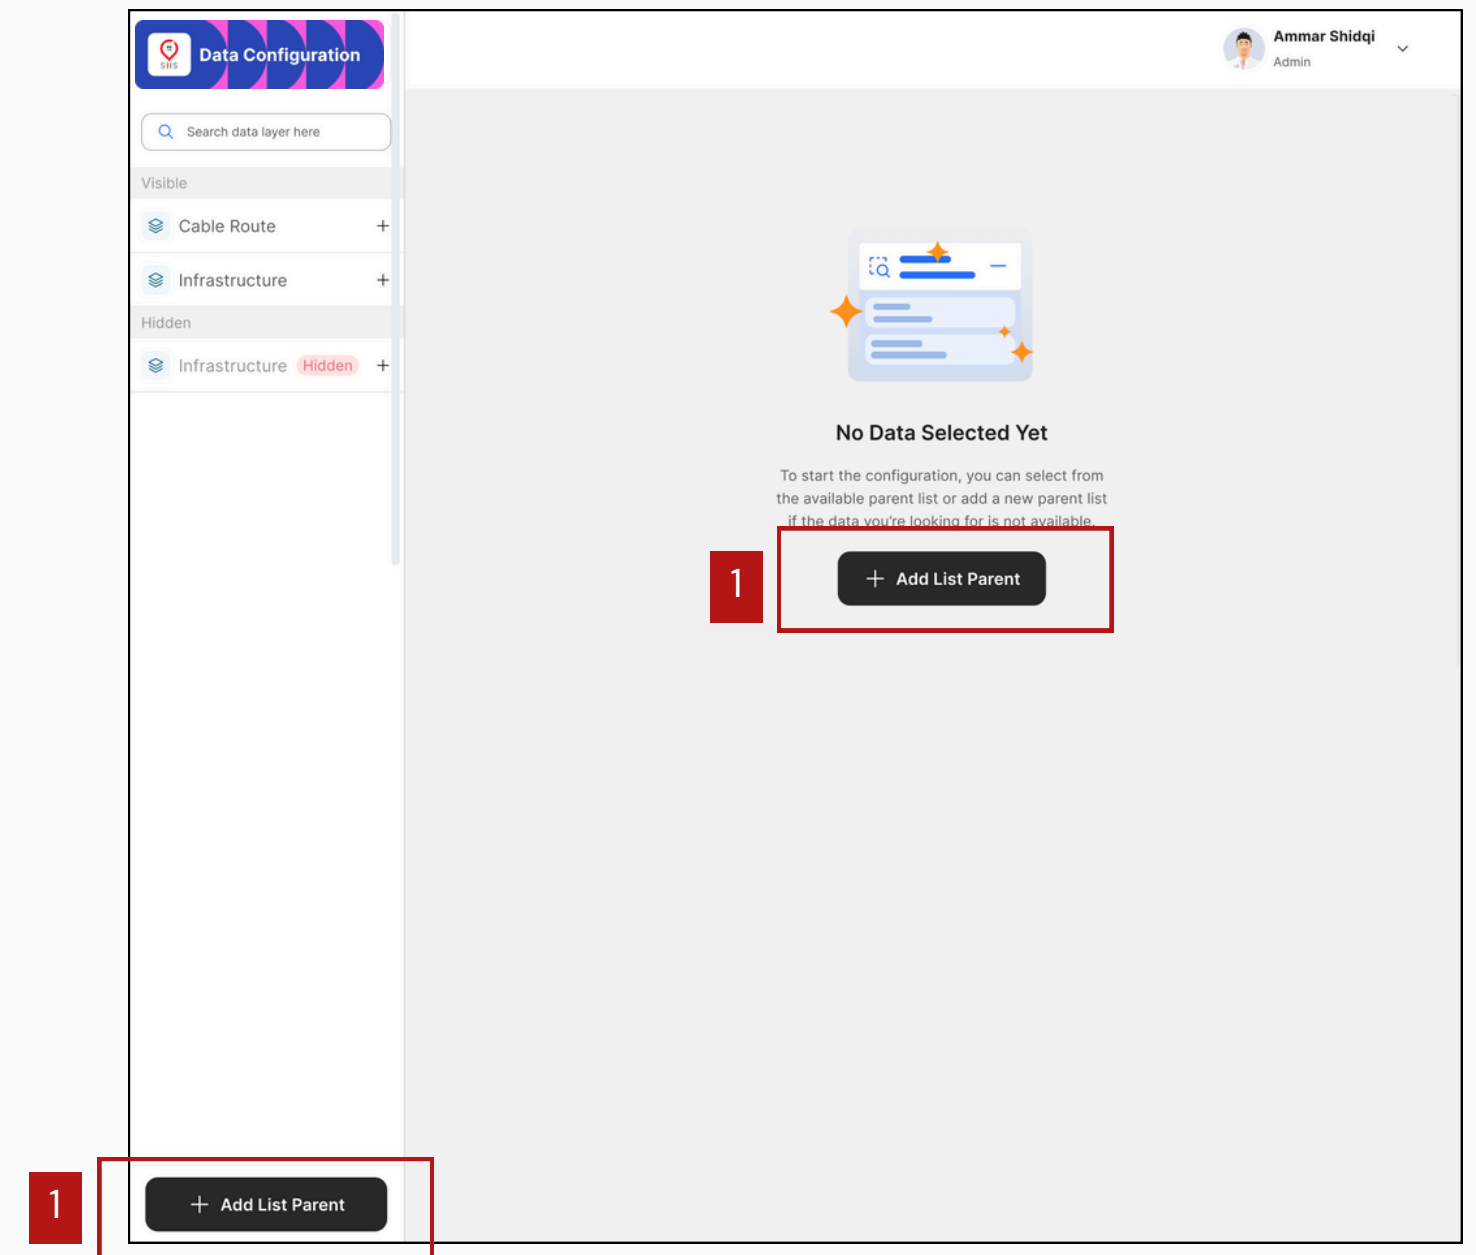 SIIS
Data Configuration
Ammar Shidqi
Admin
Search data layer here
Visible
Cable Route
Infrastructure
Hidden
Infrastructure Hidden
No Data Selected Yet
To start the configuration, you can select from
the available parent list or add a new parent list
if the data you're looking for is not available.
1
+ Add List Parent
1
+ Add List Parent